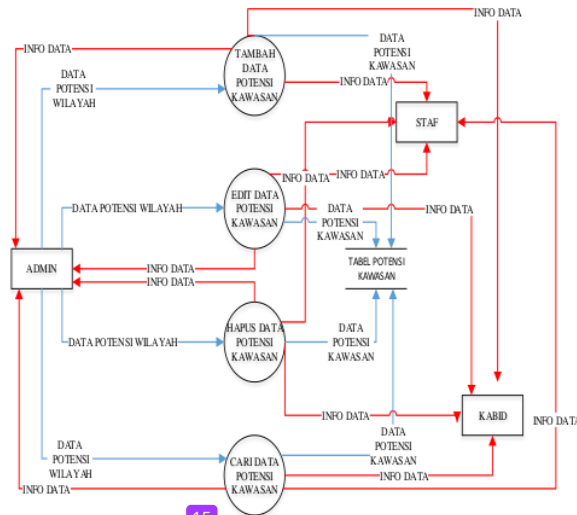 INFO DATA
INFO DATA
TAMBAH
DATA
POTENSI
KAWASAN
DATA
POTENSI
KAWASAN
DATA
POTENSI
WILAYAH
INFO DATA
STAF
INFO DATA
INFO DATA
EDIT DATA
POTENSI
KAWASAN
DATA POTENSI WILAYAH
DATA
POTENSI
KAWASAN
INFO DATA
ADMIN
INFO DATA
INFO DATA
TABEL POTENSI
KAWASAN
HAPUS DATA
POTENSI
KAWASAN
DATA POTENSI WILAYAH
DATA
POTENSI
KAWASAN
INFO DATA
KABID
INFO DATA
DATA
POTENSI
WILAYAH
DATA
POTENSI
KAWASAN
CARI DATA
POTENSI
KAWASAN
INFO DATA
INFO DATA